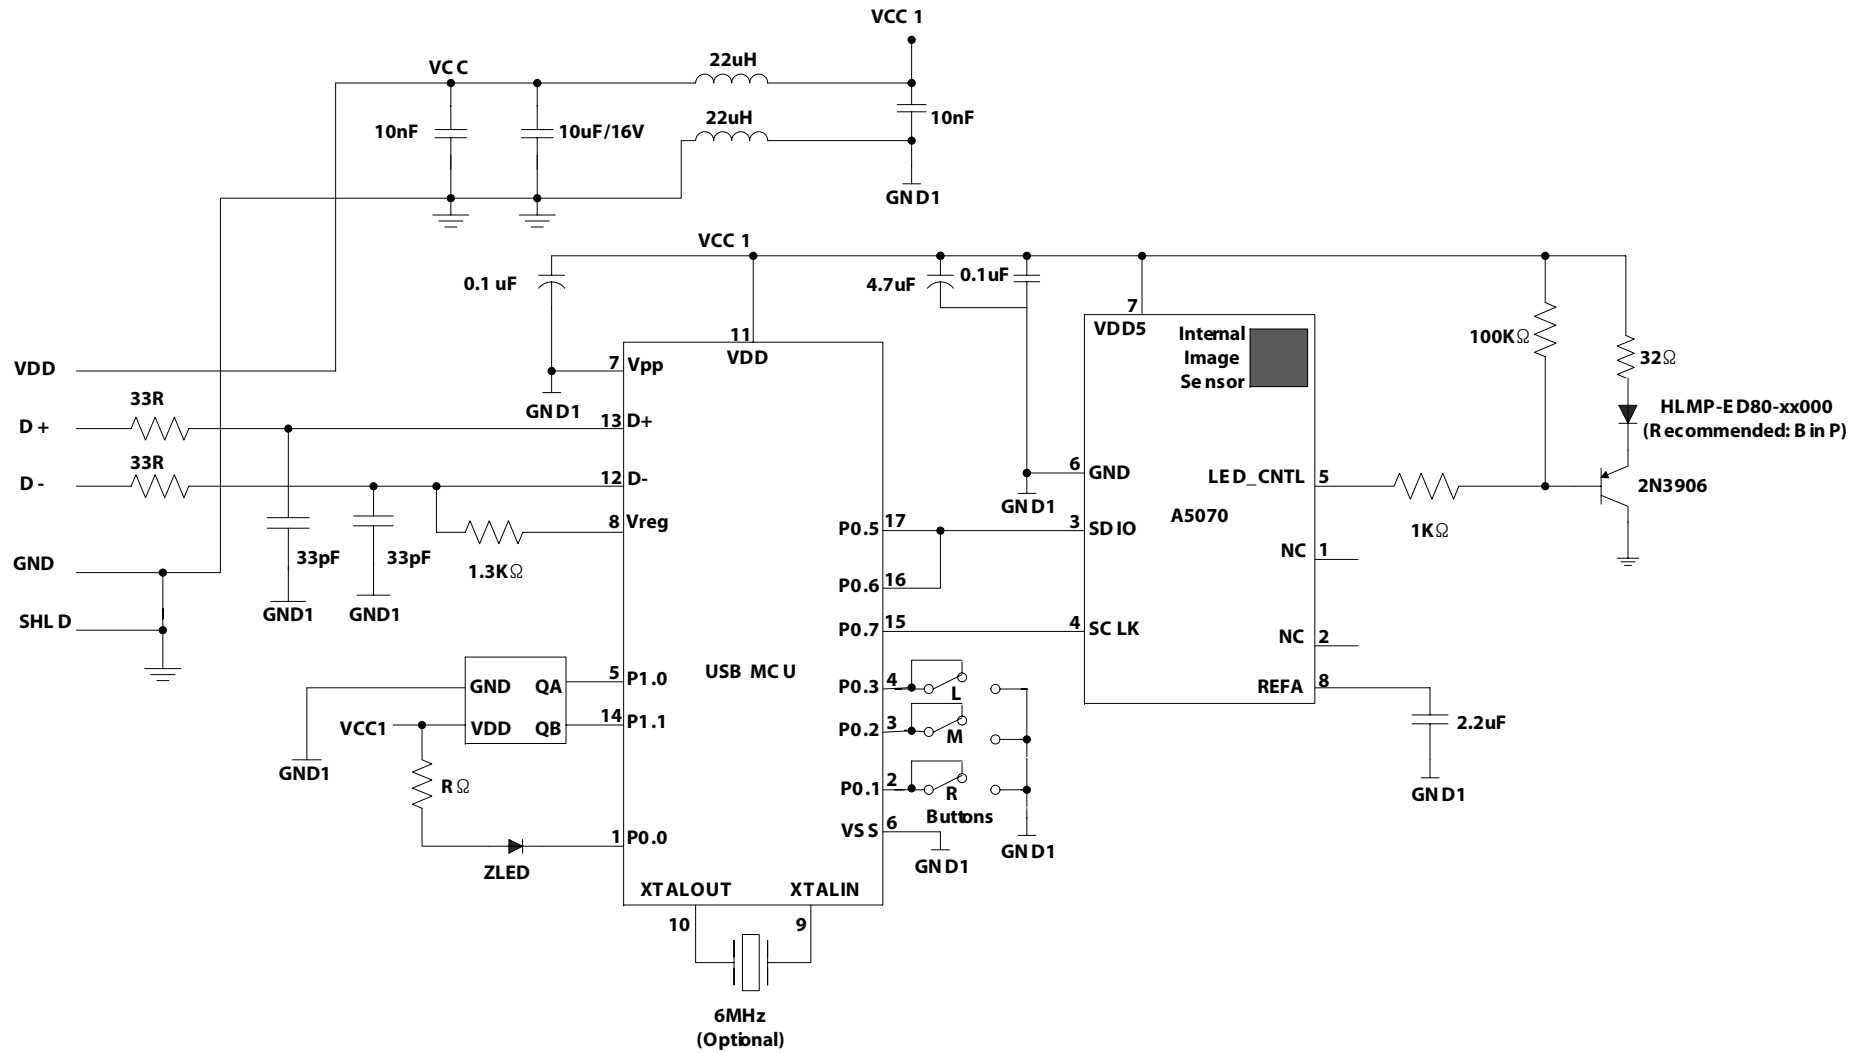 VCC 1
22uH
VCC
10nF
10uF/16V
22uH
10nF
GND1
VCC 1
0.1 uF
4.7uF
0.1uF
7
VDD5
Internal
Image
Sensor
100KΩ
32Ω
HLMP-ED80-xx000
(Recommended: Bin P)
11
VDD
7 Vpp
GND1
VDD
33R
D+
13 D+
33R
D-
12 D-
8 Vreg
1.3KΩ
33pF
33pF
GND1
GND1
GND
SHLD
6 GND
GND1
LED_CNTL 5
2N3906
A5070
1KΩ
P0.5 17
3 SDIO
NC 1
P0.6 16
P0.7 15
4 SCLK
NC 2
USB MCU
REFA 8
2.2uF
GND1
GND QA
5 P1.0
VCC1
VDD QB
14 P1.1
GND1
RΩ
P0.3 4
L
P0.2 3
M
P0.1 2
R
Buttons
VSS 6
GND1
GND1
1 P0.0
ZLED
XTALOUT
XTALIN
10
9
6MHz
(Optional)